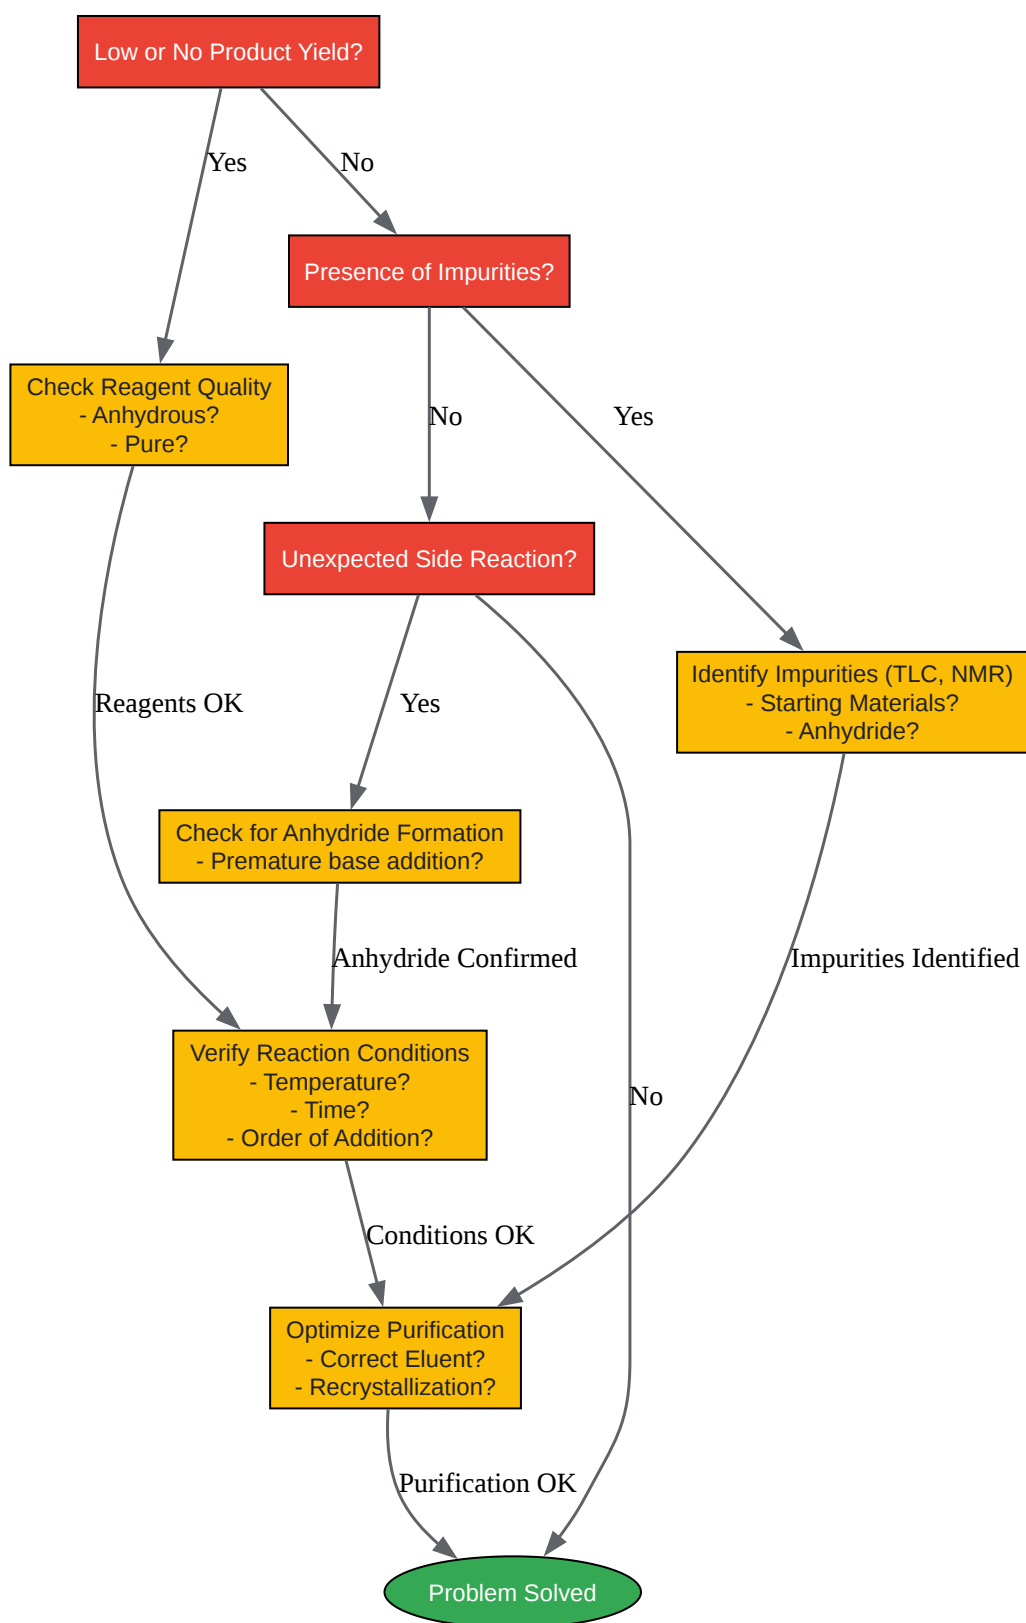 Low or No Product Yield?
Yes
No
Presence of Impurities?
Check Reagent Quality
- Anhydrous?
- Pure?
No
Yes
Unexpected Side Reaction?
Identify Impurities (TLC, NMR)
- Starting Materials?
- Anhydride?
Reagents OK
Yes
Check for Anhydride Formation
- Premature base addition?
Anhydride Confirmed
Impurities Identified
Verify Reaction Conditions
- Temperature?
- Time?
- Order of Addition?
No
Conditions OK
Optimize Purification
- Correct Eluent?
- Recrystallization?
Purification OK
Problem Solved